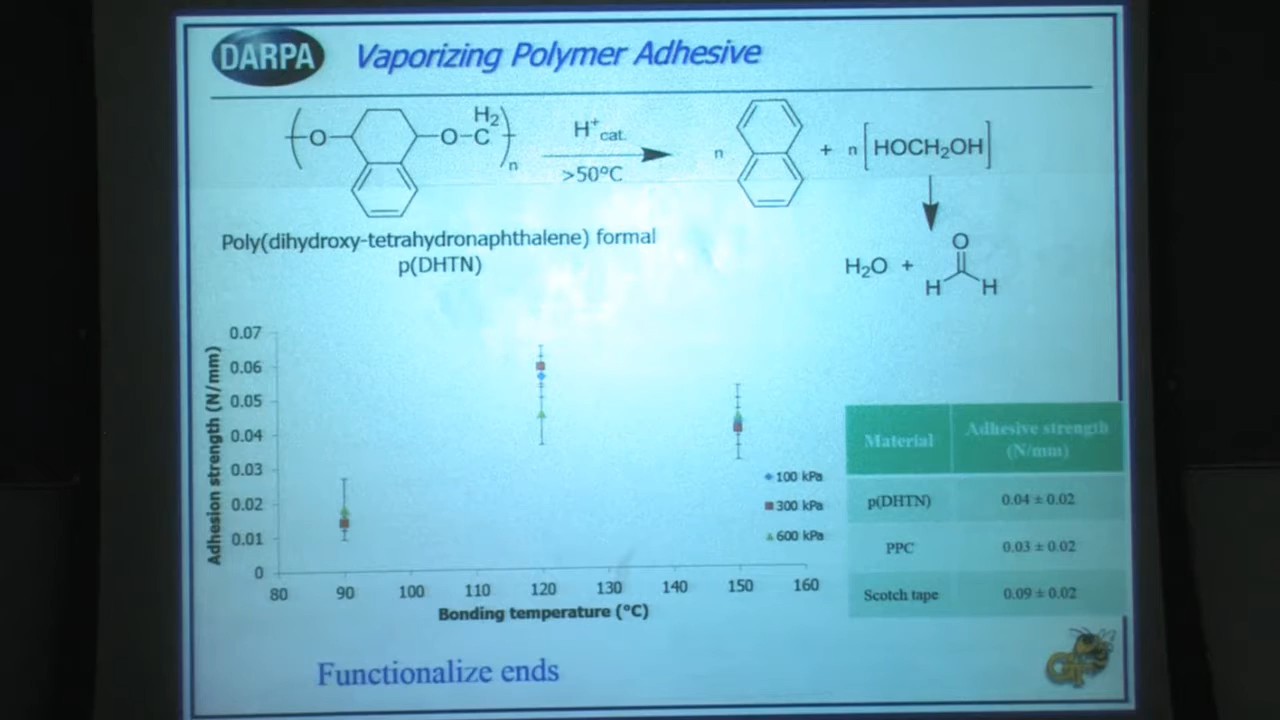 DARPA
Vaporizing Polymer Adhesive
O
O-C
H₂
n
H⁺cat.
>50°C
n
+ n [HOCH₂OH]
Poly(dihydroxy-tetrahydronaphthalene) formal
p(DHTN)
H₂O +
O
H
H
Adhesion strength (N/mm)
0.07
0.06
0.05
0.04
0.03
0.02
0.01
0
80 90 100 110 120 130 140 150 160
Bonding temperature (°C)
100 kPa
300 kPa
600 kPa
Material
Adhesive strength
(N/mm)
p(DHTN) 0.04 ± 0.02
PPC 0.03 ± 0.02
Scotch tape 0.09 ± 0.02
Functionalize ends
GT